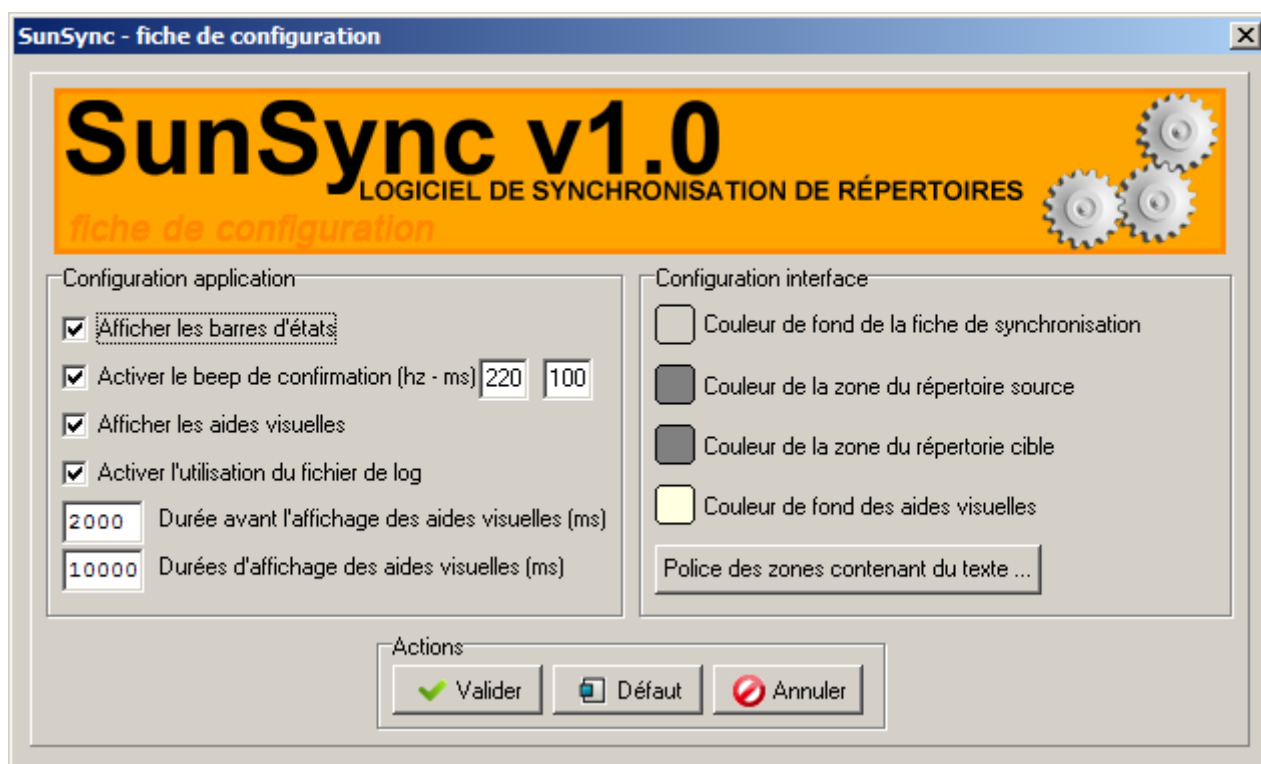 SunSync - fiche de configuration
SunSync v1.0
LOGICIEL DE SYNCHRONISATION DE RÉPERTOIRES
fiche de configuration
Configuration application
Afficher les barres d'états
Activer le beep de confirmation (hz - ms) 220 100
Afficher les aides visuelles
Activer l'utilisation du fichier de log
2000 Durée avant l'affichage des aides visuelles (ms)
10000 Durées d'affichage des aides visuelles (ms)
Configuration interface
Couleur de fond de la fiche de synchronisation
Couleur de la zone du répertoire source
Couleur de la zone du répertorie cible
Couleur de fond des aides visuelles
Police des zones contenant du texte ...
Actions
Valider Défaut Annuler